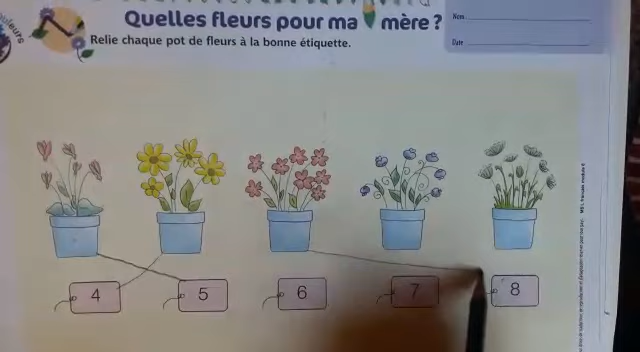 Quelles fleurs pour ma mère ?
Relie chaque pot de fleurs à la bonne étiquette.
Nom
Date
4
5
6
7
8